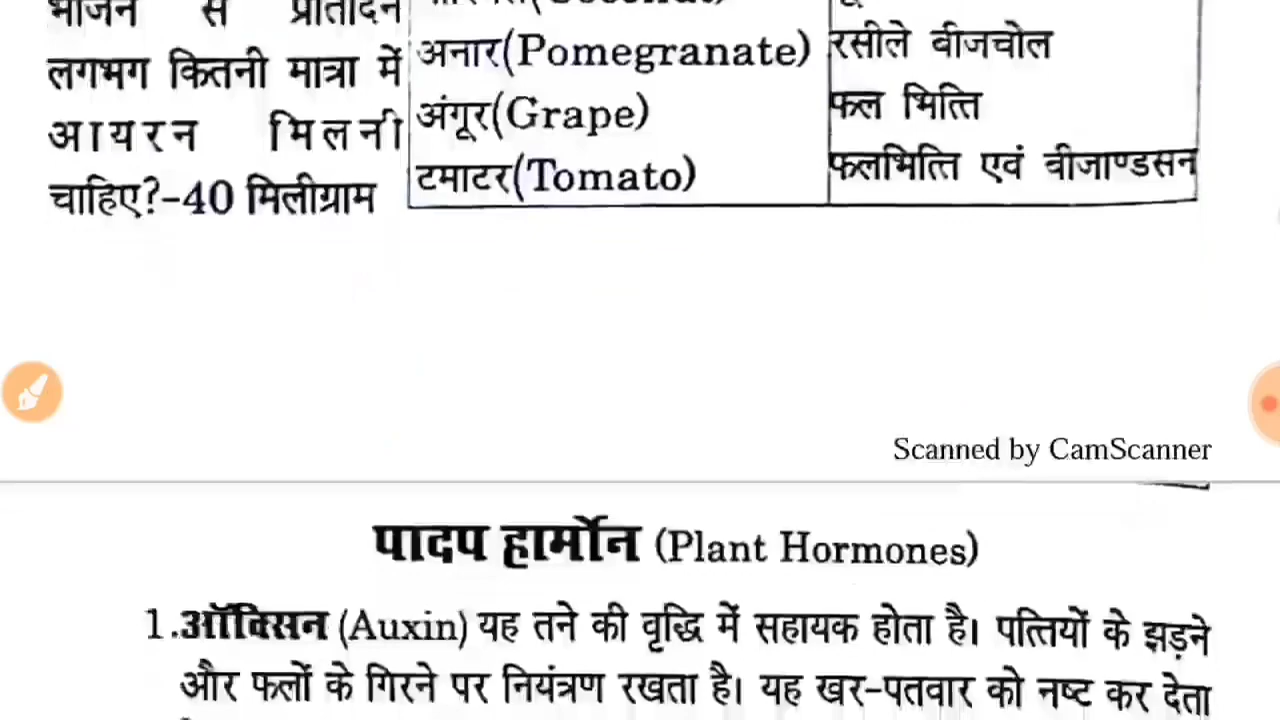 भोजन से प्रतिदिन
लगभग कितनी मात्रा में
आयरन मिलनी
चाहिए?-40 मिलीग्राम
अनार(Pomegranate) रसीले वीजचोल
अंगूर(Grape) फल भित्ति
टमाटर(Tomato) फलभित्ति एवं वीजाण्डसन
Scanned by CamScanner
पादप हार्मोन (Plant Hormones)
1.ऑक्सिन (Auxin) यह तने की वृद्धि में सहायक होता है। पत्तियों के झड़ने
और फलों के गिरने पर नियंत्रण रखता है। यह खर-पतवार को नष्ट कर देता